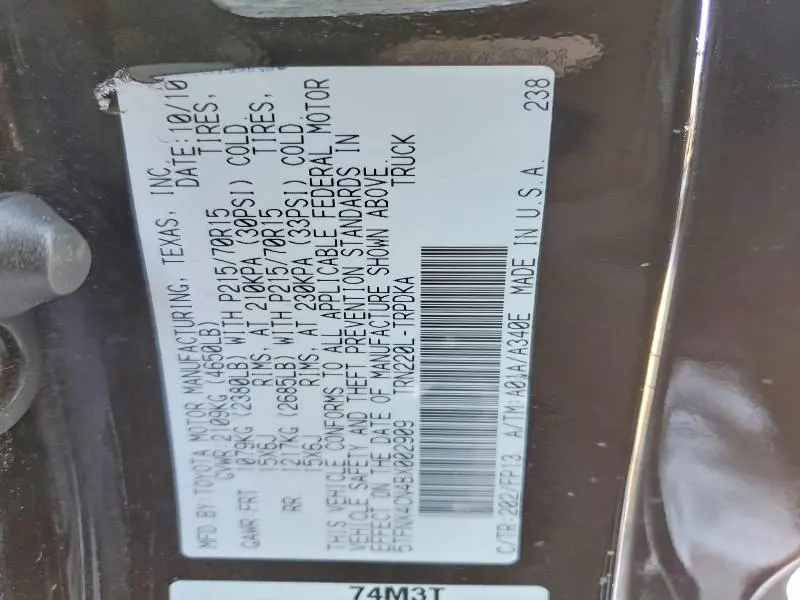 MFD BY TOYOTA MOTOR MANUFACTURING, TEXAS, INC.
GVWR:2109KG (4650LB) DATE:10/10
GAWR-FRT 1079KG (2380LB) WITH P215/70R15 TIRES,
15X6J RIMS, AT 210KPA (30PSI) COLD
RR. 1217KG (2685LB) WITH P215/70R15 TIRES,
15X6J RIMS, AT 230KPA (33PSI) COLD
THIS VEHICLE CONFORMS TO ALL APPLICABLE FEDERAL MOTOR
VEHICLE SAFETY AND THEFT PREVENTION STANDARDS IN
EFFECT ON THE DATE OF MANUFACTURE SHOWN ABOVE.
5TFNX4CN4BX002909 TRN220L-TRPDKA TRUCK
C/TR:202/FP13 A/TM:A01A/A340E MADE IN U.S.A. 238
74M3T